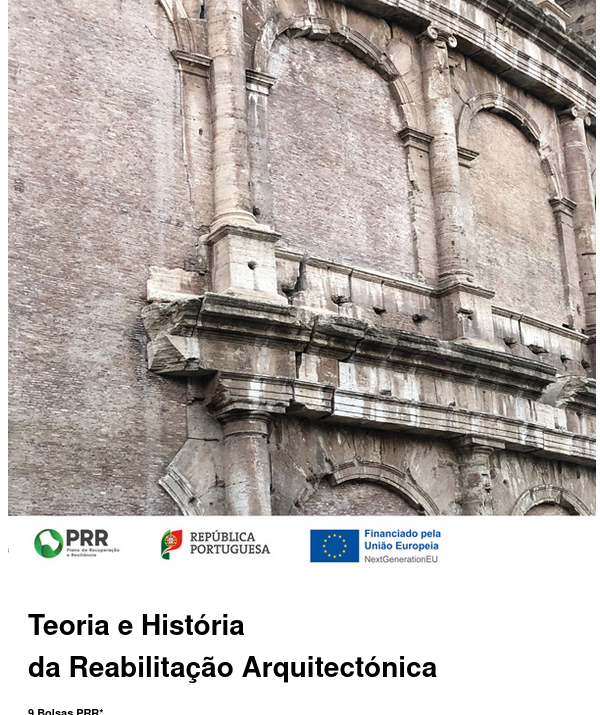 PRR
Plano de Recuperação
e Resiliência
REPÚBLICA
PORTUGUESA
Financiado pela
União Europeia
NextGenerationEU
Teoria e História
da Reabilitação Arquitectónica
9 Bolsas PRR*